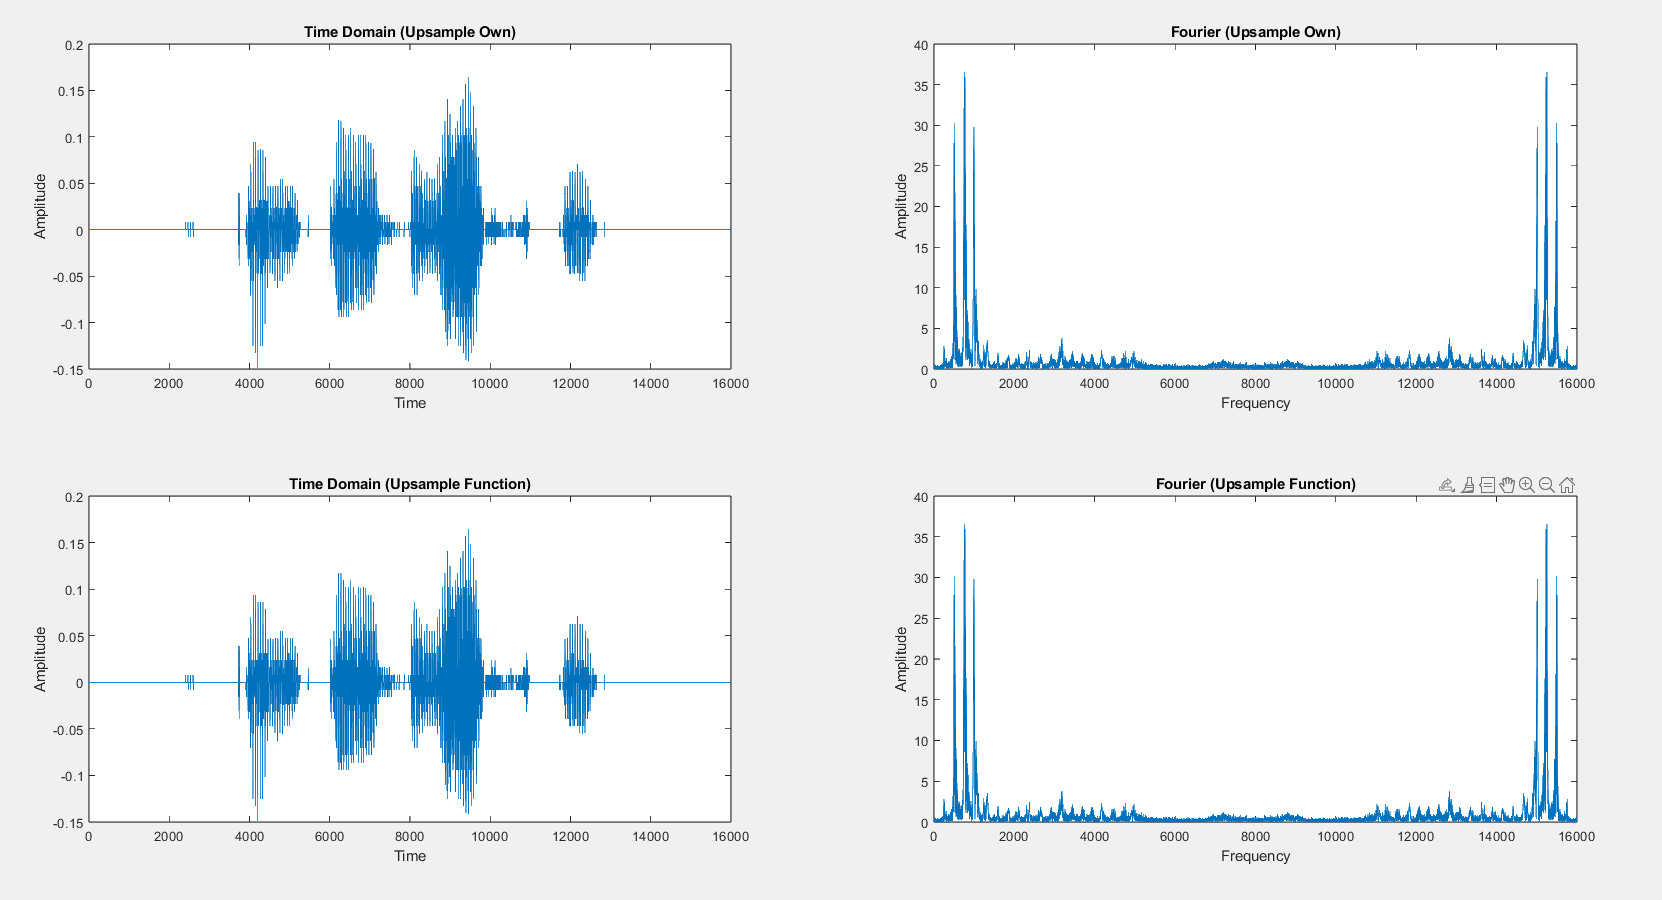 Time Domain (Upsample Own)
0.2
0.15
0.1
0.05
0
-0.05
-0.1
-0.15
Amplitude
0 2000 4000 6000 8000 10000 12000 14000 16000
Time
Fourier (Upsample Own)
40
35
30
25
20
15
10
5
0
Amplitude
0 2000 4000 6000 8000 10000 12000 14000 16000
Frequency
Time Domain (Upsample Function)
0.2
0.15
0.1
0.05
0
-0.05
-0.1
-0.15
Amplitude
0 2000 4000 6000 8000 10000 12000 14000 16000
Time
Fourier (Upsample Function)
40
35
30
25
20
15
10
5
0
Amplitude
0 2000 4000 6000 8000 10000 12000 14000 16000
Frequency